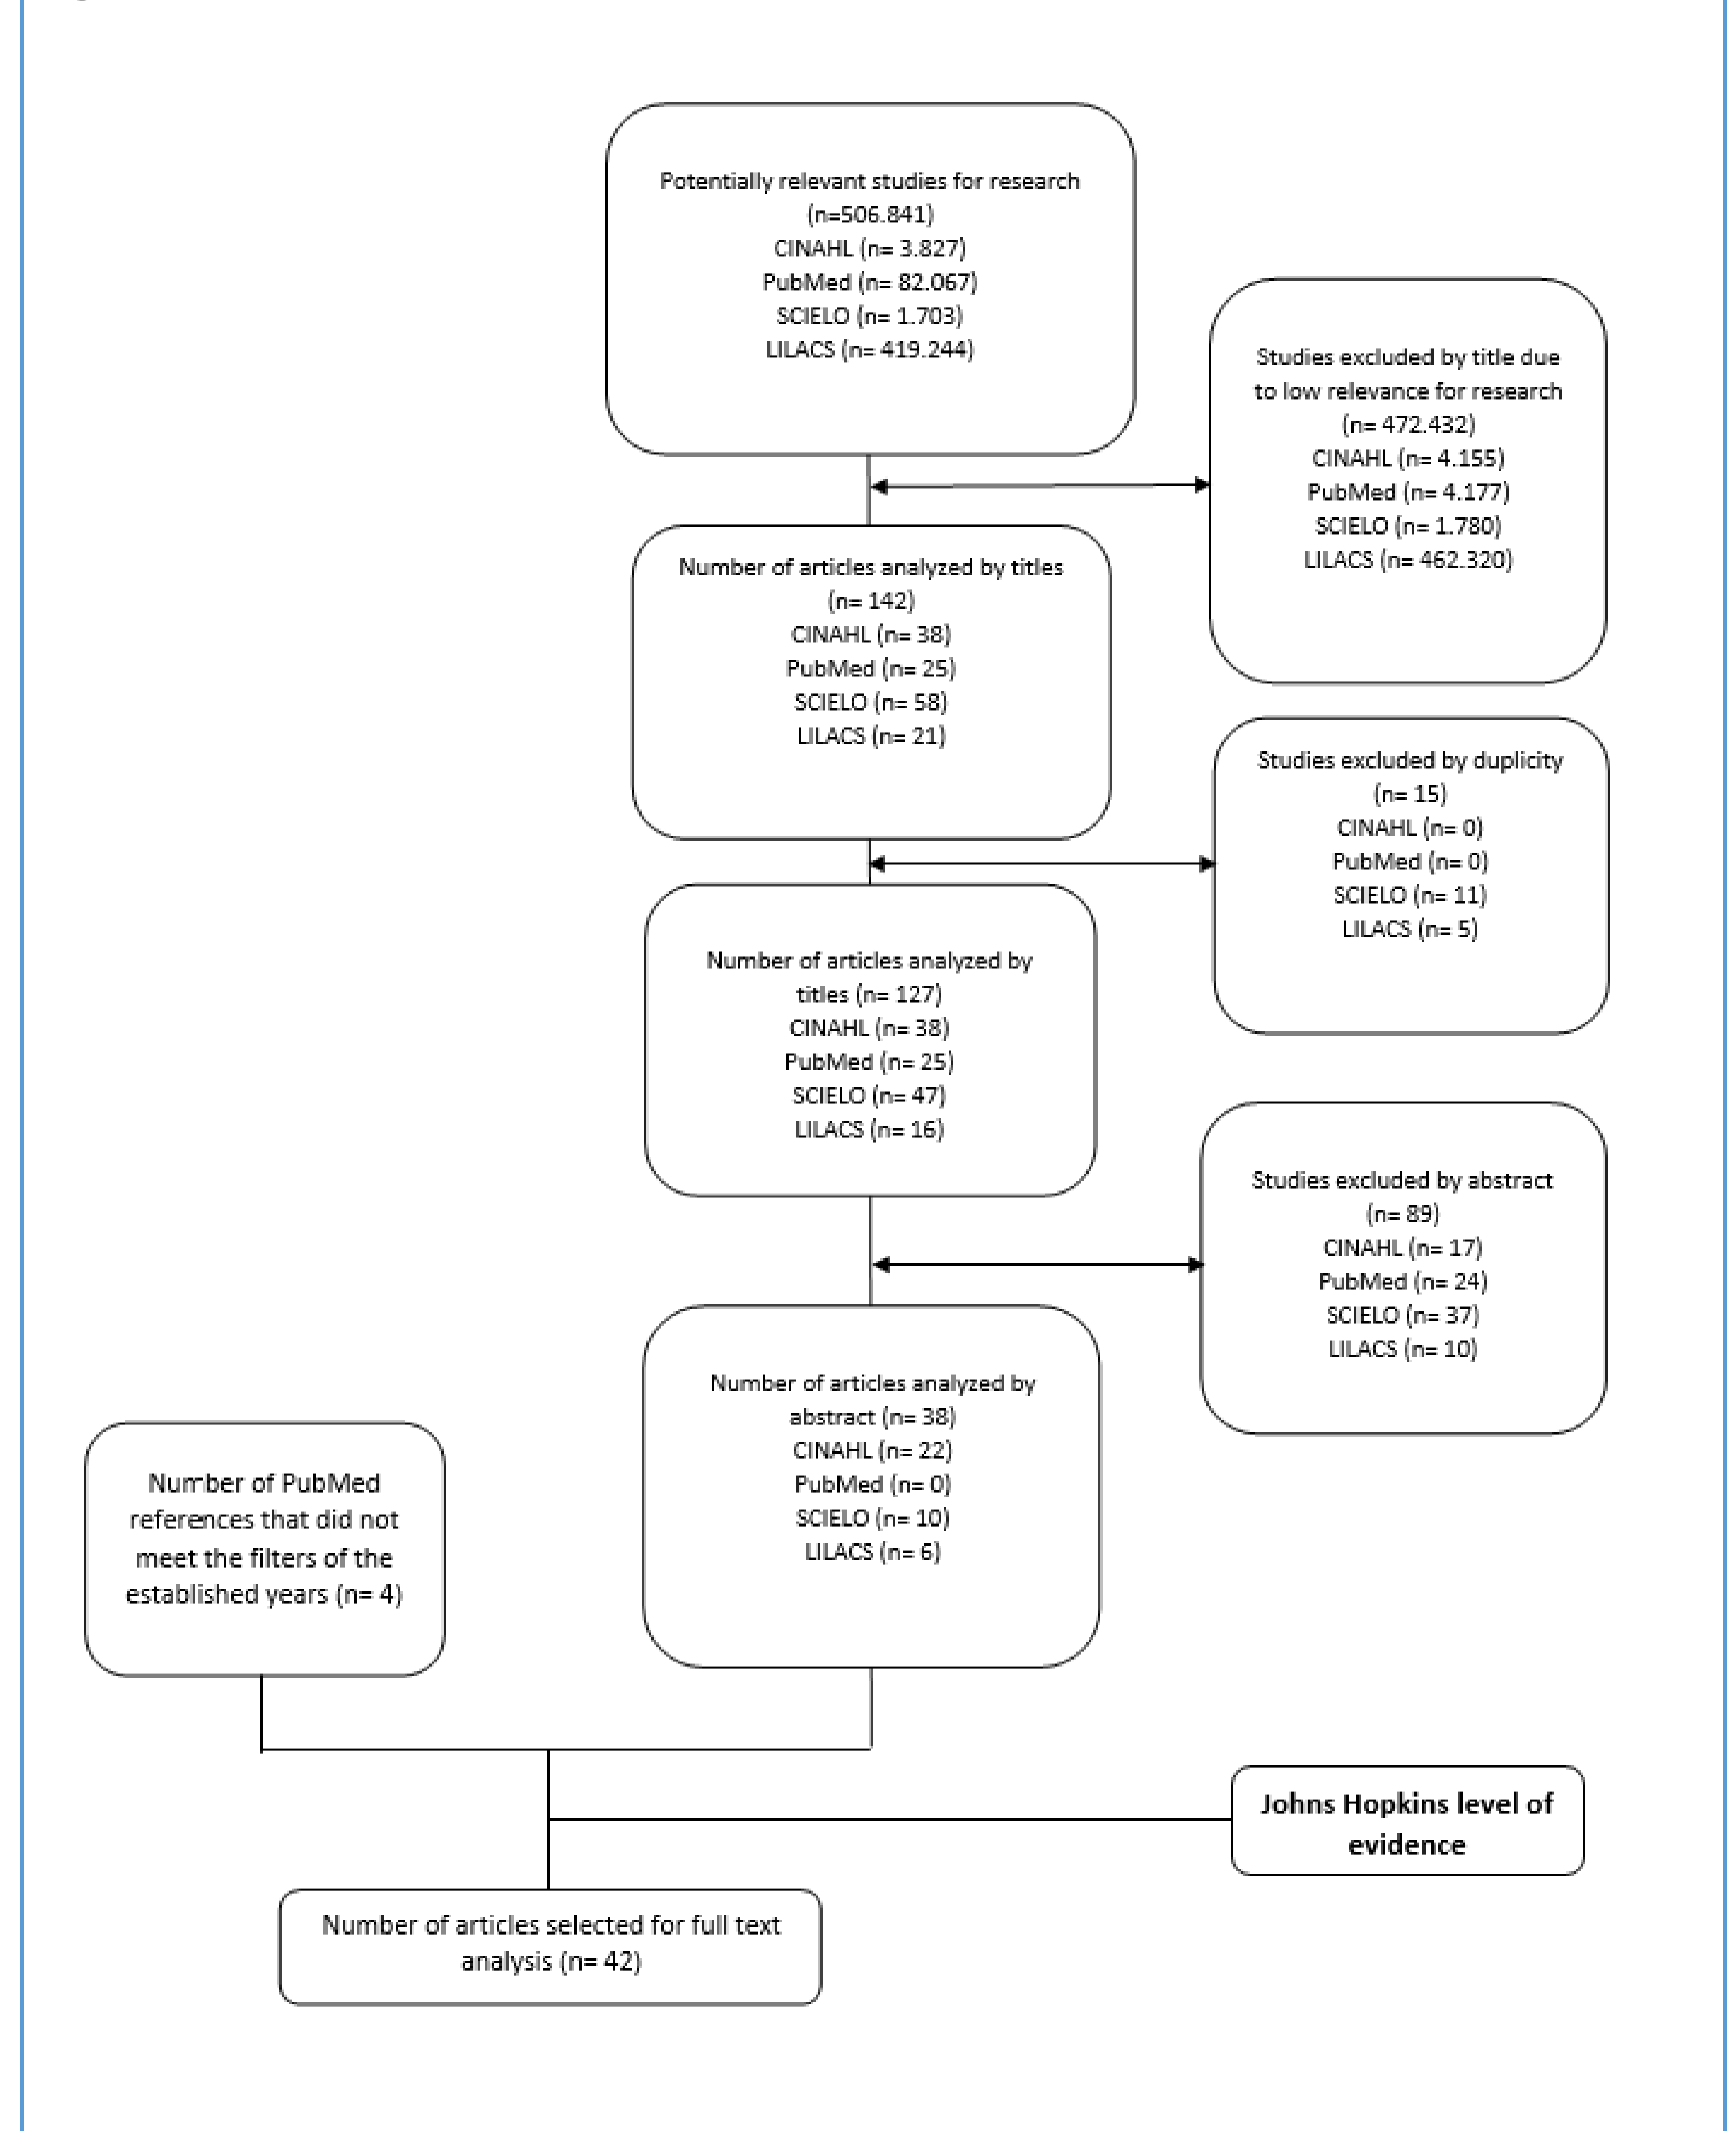 Potentially relevant studies for research
(n=506.841)
CINAHL (n= 3.827)
PubMed (n= 82.067)
SCIELO (n= 1.703)
LILACS (n= 419.244)
Studies excluded by title due
to low relevance for research
(n= 472.432)
CINAHL (n= 4.155)
PubMed (n= 4.177)
SCIELO (n= 1.780)
LILACS (n= 462.320)
Number of articles analyzed by titles
(n= 142)
CINAHL (n= 38)
PubMed (n= 25)
SCIELO (n= 58)
LILACS (n= 21)
Studies excluded by duplicity
(n= 15)
CINAHL (n= 0)
PubMed (n= 0)
SCIELO (n= 11)
LILACS (n= 5)
Number of articles analyzed by
titles (n= 127)
CINAHL (n= 38)
PubMed (n= 25)
SCIELO (n= 47)
LILACS (n= 16)
Studies excluded by abstract
(n= 89)
CINAHL (n= 17)
PubMed (n= 24)
SCIELO (n= 37)
LILACS (n= 10)
Number of articles analyzed by
abstract (n= 38)
CINAHL (n= 22)
PubMed (n= 0)
SCIELO (n= 10)
LILACS (n= 6)
Number of PubMed
references that did not
meet the filters of the
established years (n= 4)
Johns Hopkins level of
evidence
Number of articles selected for full text
analysis (n= 42)